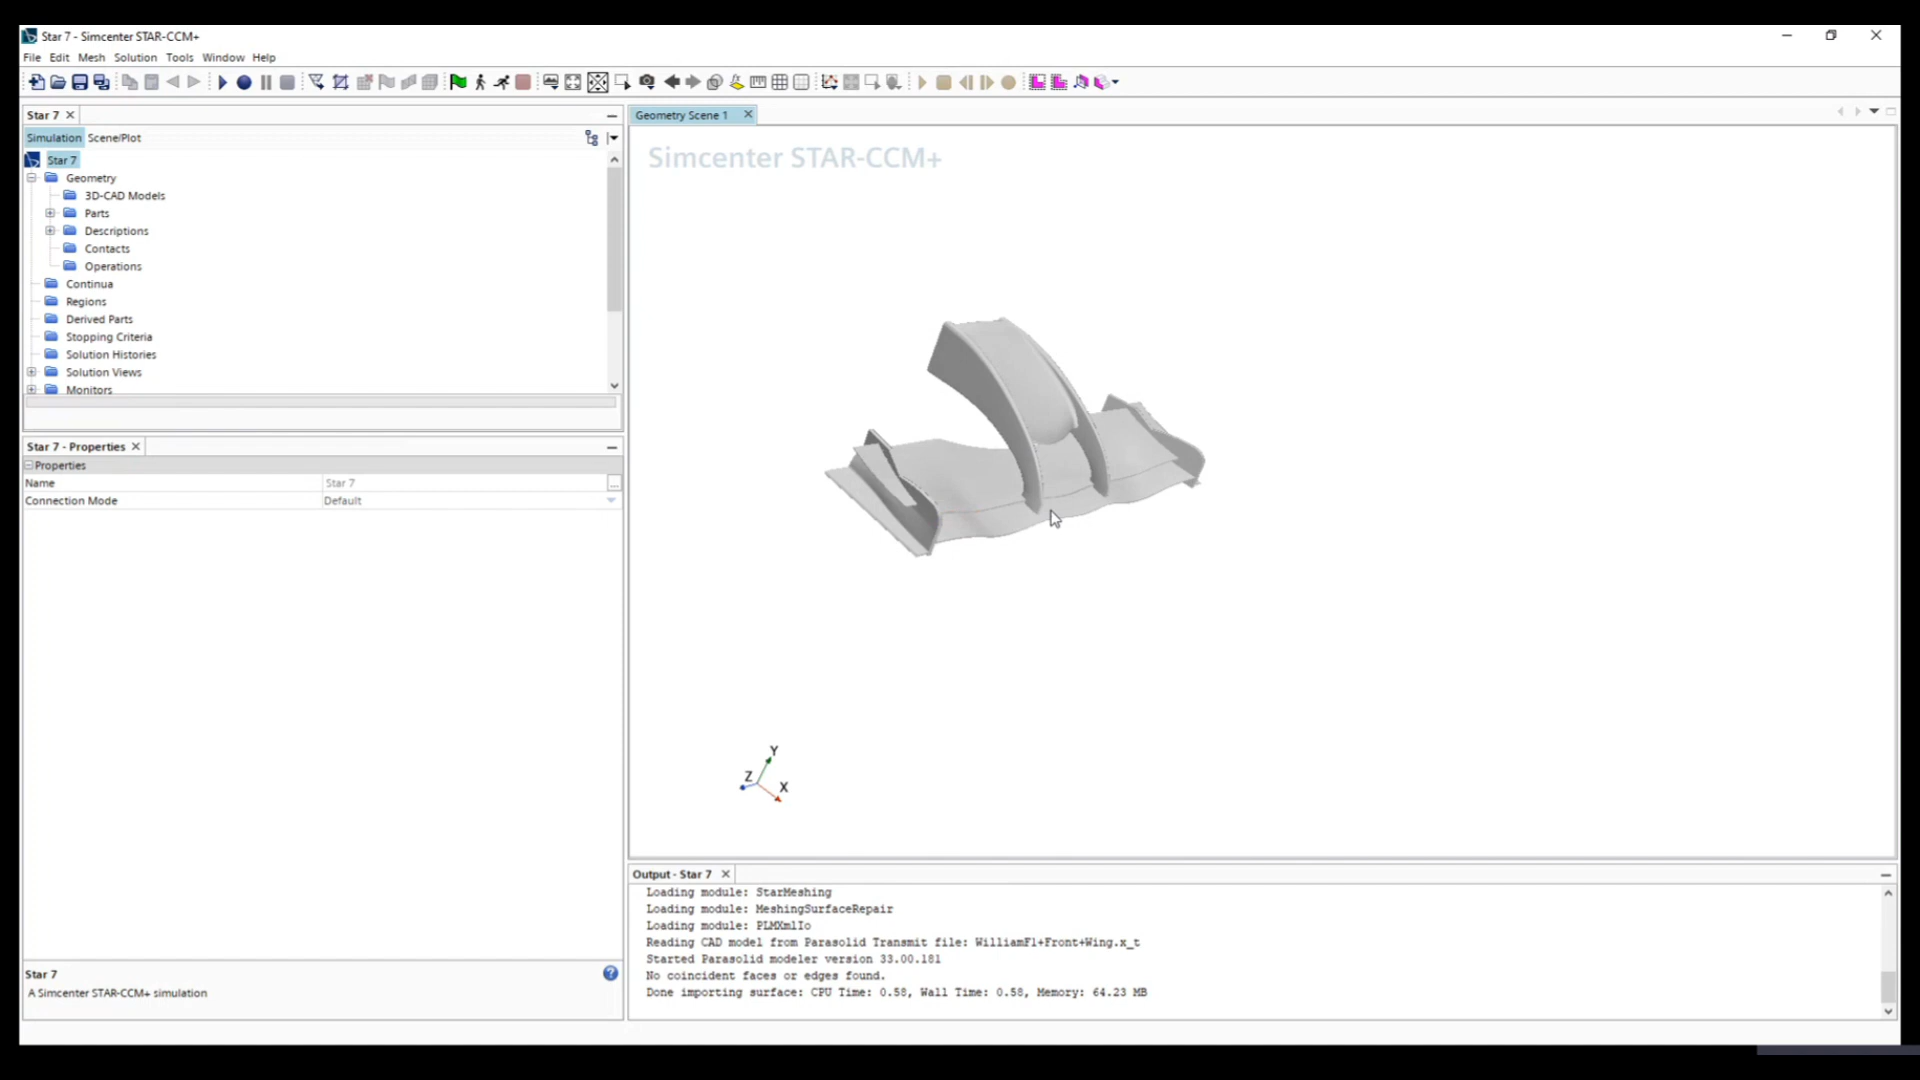 Star 7 - Simcenter STAR-CCM+
File Edit Mesh Solution Tools Window Help
Star 7
Simulation Scene/Plot
Star 7
Geometry
3D-CAD Models
Parts
Descriptions
Contacts
Operations
Continua
Regions
Derived Parts
Stopping Criteria
Solution Histories
Solution Views
Monitors
Star 7 - Properties
Properties
Name Star 7
...
Connection Mode Default
Star 7
A Simcenter STAR-CCM+ simulation
Geometry Scene 1
Simcenter STAR-CCM+
Y
Z
X
Output - Star 7
Loading module: StarMeshing
Loading module: MeshingSurfaceRepair
Loading module: PLMXmlIo
Reading CAD model from Parasolid Transmit file: WilliamF1+Front+Wing.x_t
Started Parasolid modeler version 33.00.181
No coincident faces or edges found.
Done importing surface: CPU Time: 0.58, Wall Time: 0.58, Memory: 64.23 MB